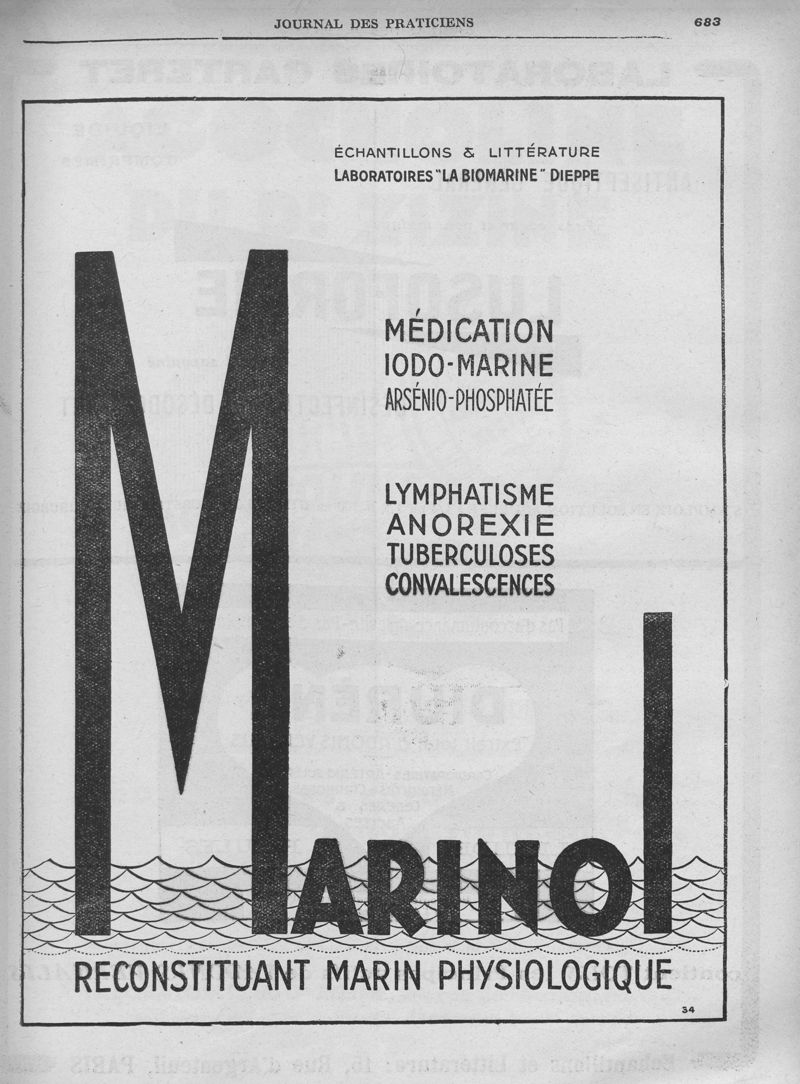 JOURNAL DES PRATICIENS
683
ÉCHANTILLONS & LITTÉRATURE
LABORATOIRES "LA BIOMARINE" DIEPPE
MÉDICATION
IODO-MARINE
ARSÉNIO-PHOSPHATÉE
LYMPHATISME
ANOREXIE
TUBERCULOSES
CONVALESCENCES
MARINOL
RECONSTITUANT MARIN PHYSIOLOGIQUE
34